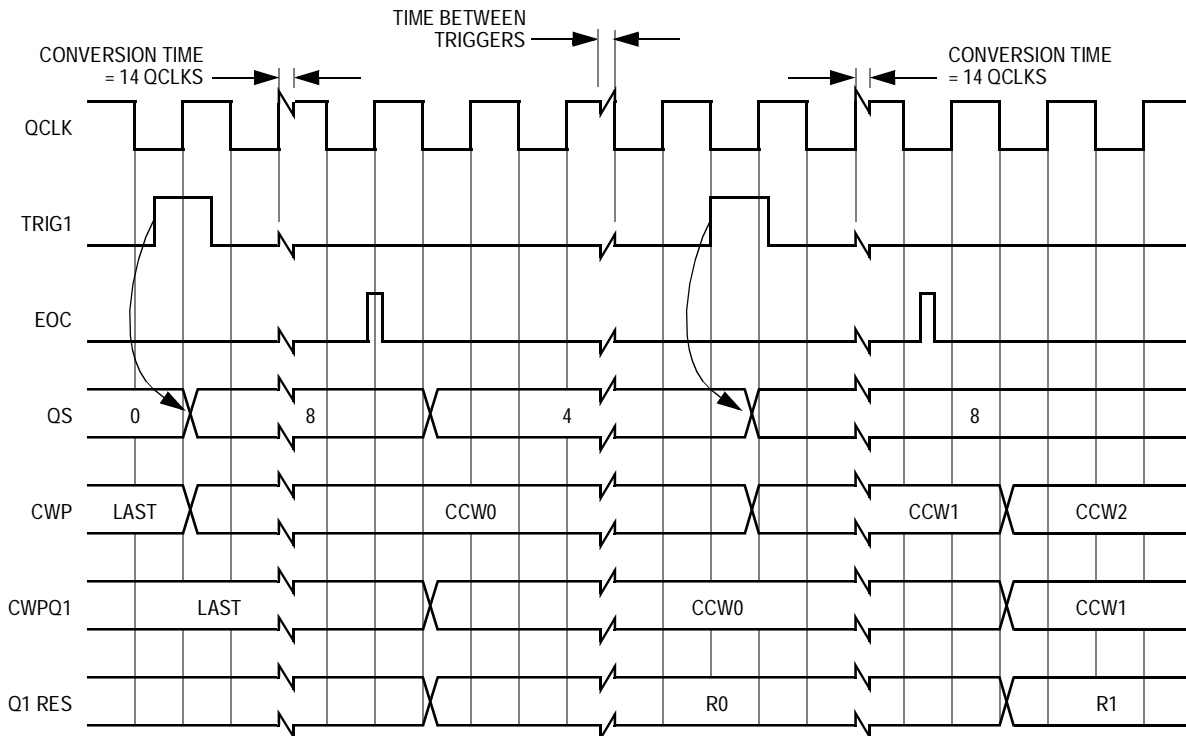 TIME BETWEEN
TRIGGERS
CONVERSION TIME
= 14 QCLKS
CONVERSION TIME
= 14 QCLKS
QCLK
TRIG1
EOC
QS 0 8 4 8
CWP LAST CCW0 CCW1 CCW2
CWPQ1 LAST CCW0 CCW1
Q1 RES R0 R1